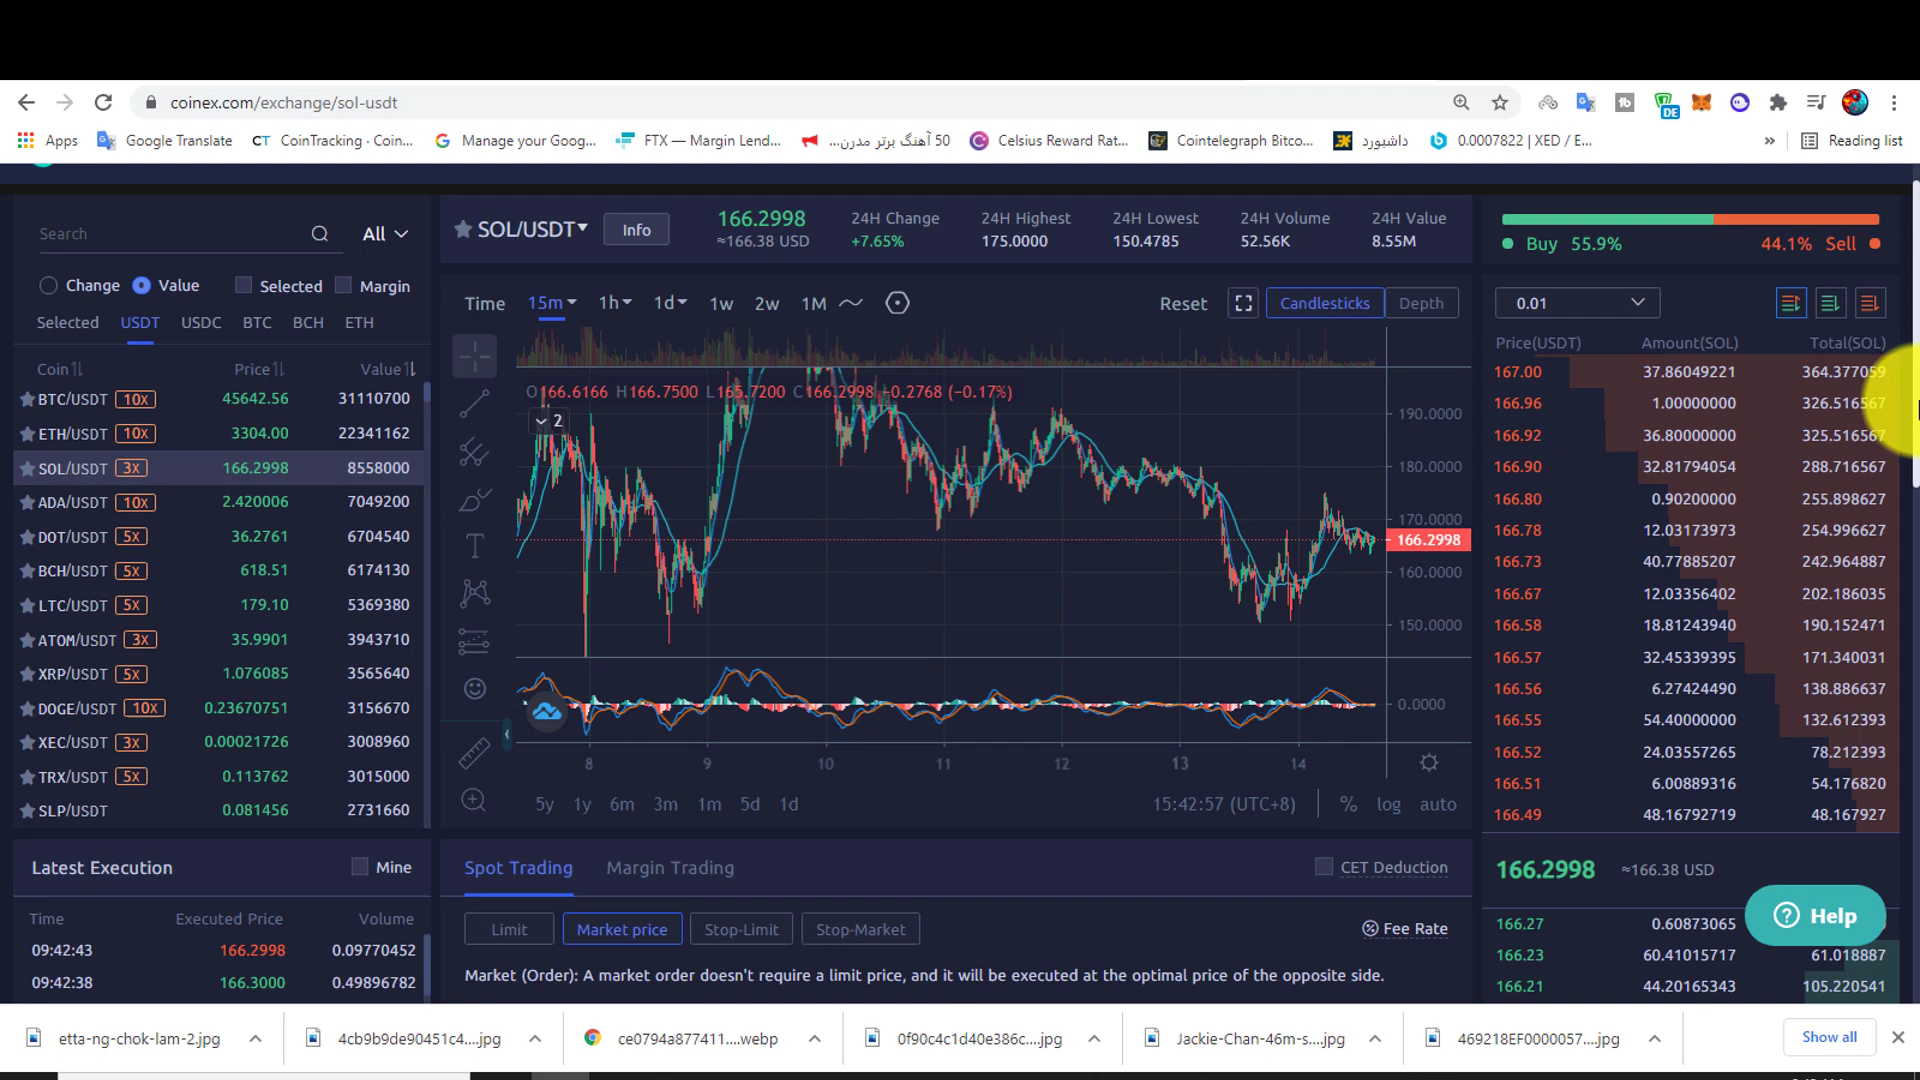 coinex.com/exchange/sol-usdt
DE
Apps
Google Translate
CT CoinTracking · Coin...
Manage your Goog...
FTX — Margin Lend...
50 آهنگ برتر مدرن...
Celsius Reward Rat...
Cointelegraph Bitco...
داشبورد
0.0007822 | XED / E...
»
Reading list
Search
All
Change Value Selected Margin
Selected USDT USDC BTC BCH ETH
Coin Price Value
BTC/USDT 10X 45642.56 31110700
ETH/USDT 10X 3304.00 22341162
SOL/USDT 3X 166.2998 8558000
ADA/USDT 10X 2.420006 7049200
DOT/USDT 5X 36.2761 6704540
BCH/USDT 5X 618.51 6174130
LTC/USDT 5X 179.10 5369380
ATOM/USDT 3X 35.9901 3943710
XRP/USDT 5X 1.076085 3565640
DOGE/USDT 10X 0.23670751 3156670
XEC/USDT 3X 0.00021726 3008960
TRX/USDT 5X 0.113762 3015000
SLP/USDT 0.081456 2731660
Latest Execution Mine
Time Executed Price Volume
09:42:43 166.2998 0.09770452
09:42:38 166.3000 0.49896782
SOL/USDT Info
166.2998
≈166.38 USD
24H Change
+7.65%
24H Highest
175.0000
24H Lowest
150.4785
24H Volume
52.56K
24H Value
8.55M
Time 15m 1h 1d 1w 2w 1M Reset Candlesticks Depth
O166.6166 H166.7500 L165.7200 C166.2998 −0.2768 (−0.17%)
2
190.0000
180.0000
170.0000
166.2998
160.0000
150.0000
0.0000
8 9 10 11 12 13 14
5y 1y 6m 3m 1m 5d 1d 15:42:57 (UTC+8) % log auto
Spot Trading Margin Trading CET Deduction
Limit Market price Stop-Limit Stop-Market Fee Rate
Market (Order): A market order doesn't require a limit price, and it will be executed at the optimal price of the opposite side.
Buy 55.9% 44.1% Sell
0.01
Price(USDT) Amount(SOL) Total(SOL)
167.00 37.86049221 364.377059
166.96 1.00000000 326.516567
166.92 36.80000000 325.516567
166.90 32.81794054 288.716567
166.80 0.90200000 255.898627
166.78 12.03173973 254.996627
166.73 40.77885207 242.964887
166.67 12.03356402 202.186035
166.58 18.81243940 190.152471
166.57 32.45339395 171.340031
166.56 6.27424490 138.886637
166.55 54.40000000 132.612393
166.52 24.03557265 78.212393
166.51 6.00889316 54.176820
166.49 48.16792719 48.167927
166.2998 ≈166.38 USD
166.27 0.60873065
166.23 60.41015717 61.018887
166.21 44.20165343 105.220541
Help
etta-ng-chok-lam-2.jpg
4cb9b9de90451c4....jpg
ce0794a877411....webp
0f90c4c1d40e386c....jpg
Jackie-Chan-46m-s....jpg
469218EF0000057....jpg
Show all